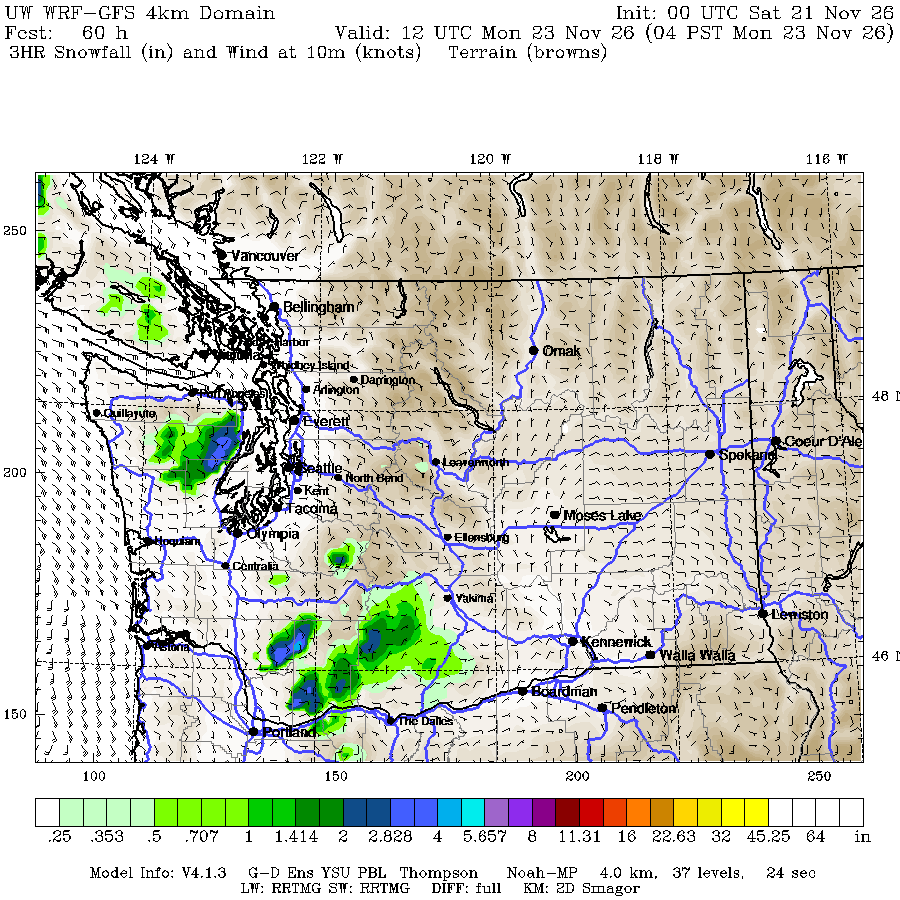 UW WRF-GFS 4km Domain Init: 00 UTC Sat 21 Nov 26
Fcst: 60 h Valid: 12 UTC Mon 23 Nov 26 (04 PST Mon 23 Nov 26)
3HR Snowfall (in) and Wind at 10m (knots) Terrain (browns)
124 W 122 W 120 W 118 W 116 W
250
Vancouver
Bellingham
Whidbey Island
Omak
Darrington
Arlington
Port Angeles
48 N
Quillayute
Everett
Coeur D'Alene
Spokane
Leavenworth
200
Seattle
North Bend
Kent
Tacoma
Moses Lake
Olympia
Ellensburg
Hoquiam
Centralia
Yakima
Lewiston
Kennewick
Astoria
Walla Walla
46 N
Boardman
Pendleton
150
The Dalles
Portland
100 150 200 250
.25 .353 .5 .707 1 1.414 2 2.828 4 5.657 8 11.31 16 22.63 32 45.25 64 in
Model Info: V4.1.3 G-D Ens YSU PBL Thompson Noah-MP 4.0 km, 37 levels, 24 sec
LW: RRTMG SW: RRTMG DIFF: full KM: 2D Smagor